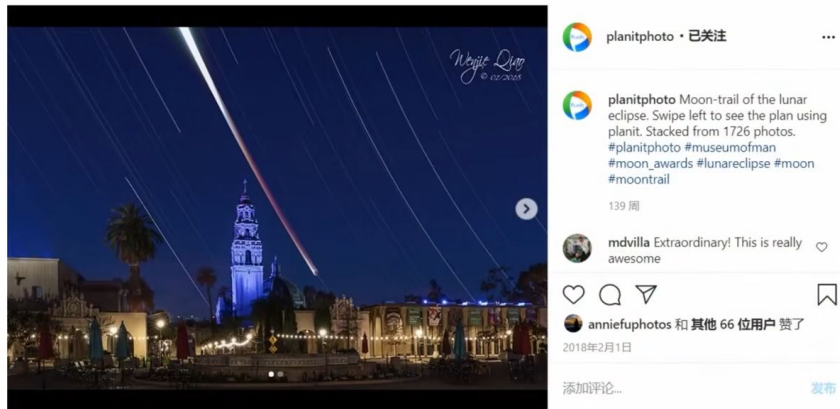 Wenjie Qiao
© 01/2018
planitphoto • 已关注
planitphoto Moon-trail of the lunar
eclipse. Swipe left to see the plan using
planit. Stacked from 1726 photos.
#planitphoto #museumofman
#moon_awards #lunareclipse #moon
#moontrail
139 周
mdvilla Extraordinary! This is really
awesome
anniefuphotos 和 其他 66 位用户 赞了
2018年2月1日
添加评论...
发布